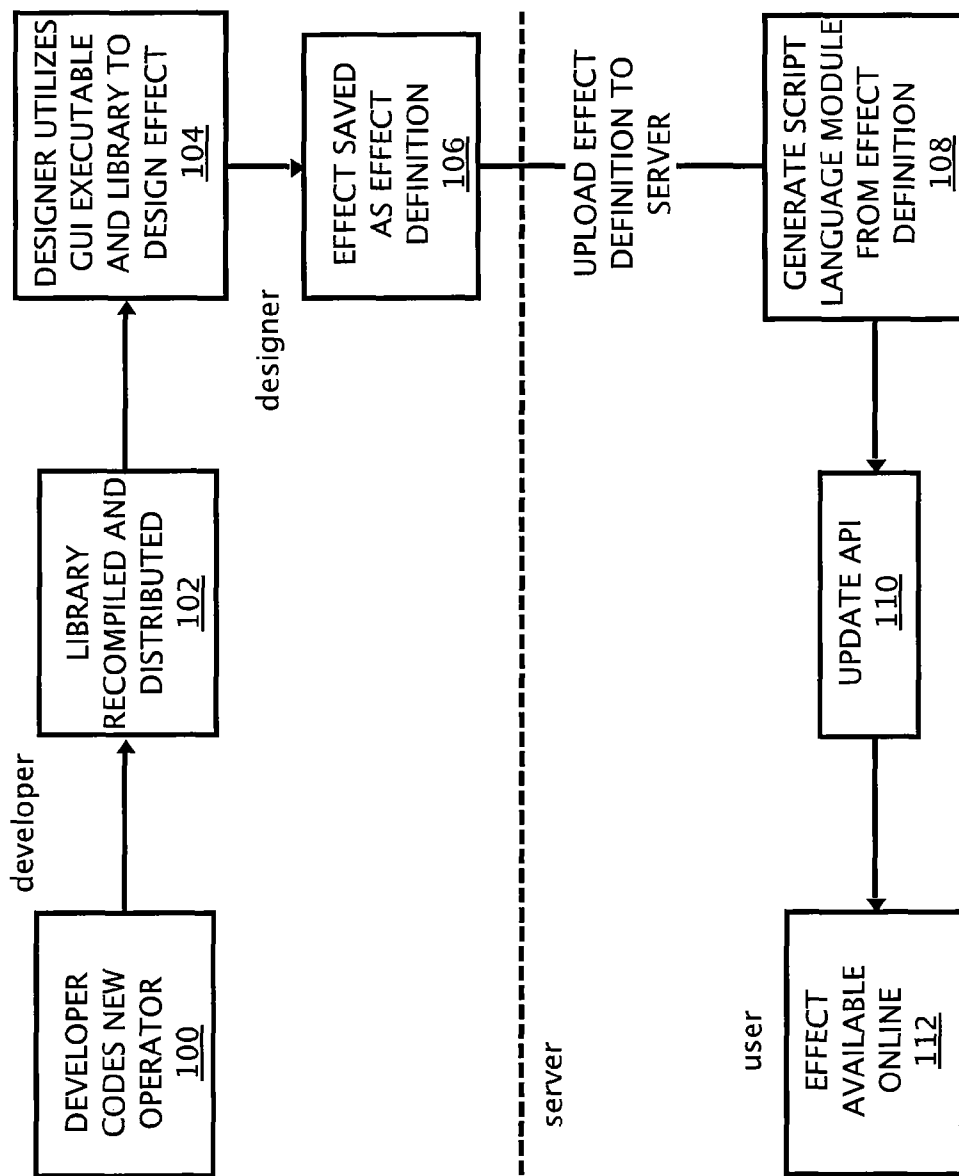 developer
DEVELOPER
CODES NEW
OPERATOR
100
LIBRARY
RECOMPILED AND
DISTRIBUTED
102
DESIGNER UTILIZES
GUI EXECUTABLE
AND LIBRARY TO
DESIGN EFFECT
104
designer
EFFECT SAVED
AS EFFECT
DEFINITION
106
server
UPLOAD EFFECT
DEFINITION TO
SERVER
GENERATE SCRIPT
LANGUAGE MODULE
FROM EFFECT
DEFINITION
108
UPDATE API
110
user
EFFECT
AVAILABLE
ONLINE
112